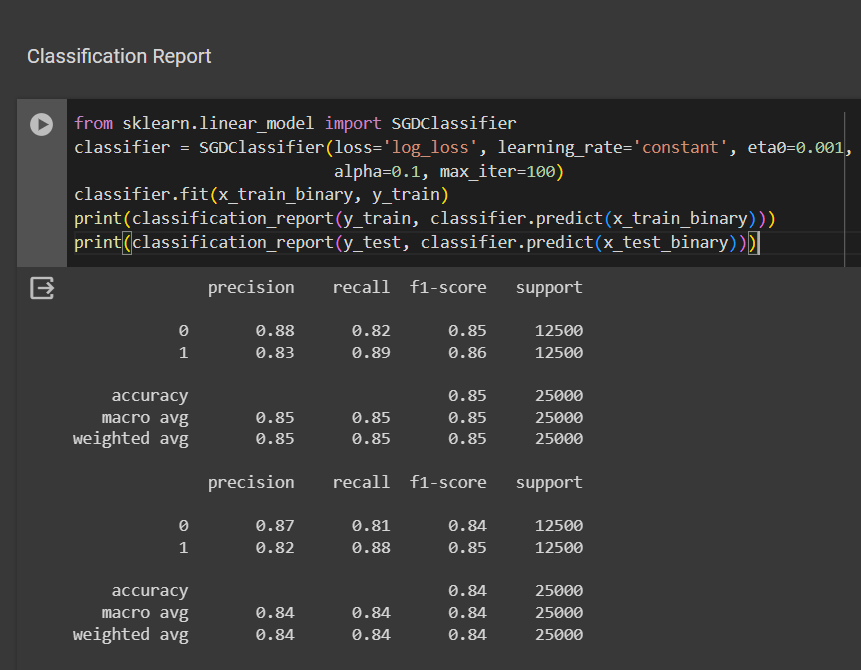 Classification Report
from sklearn.linear_model import SGDClassifier
classifier = SGDClassifier(loss='log_loss', learning_rate='constant', eta0=0.001,
alpha=0.1, max_iter=100)
classifier.fit(x_train_binary, y_train)
print(classification_report(y_train, classifier.predict(x_train_binary)))
print(classification_report(y_test, classifier.predict(x_test_binary)))
precision recall f1-score support
0 0.88 0.82 0.85 12500
1 0.83 0.89 0.86 12500
accuracy 0.85 25000
macro avg 0.85 0.85 0.85 25000
weighted avg 0.85 0.85 0.85 25000
precision recall f1-score support
0 0.87 0.81 0.84 12500
1 0.82 0.88 0.85 12500
accuracy 0.84 25000
macro avg 0.84 0.84 0.84 25000
weighted avg 0.84 0.84 0.84 25000